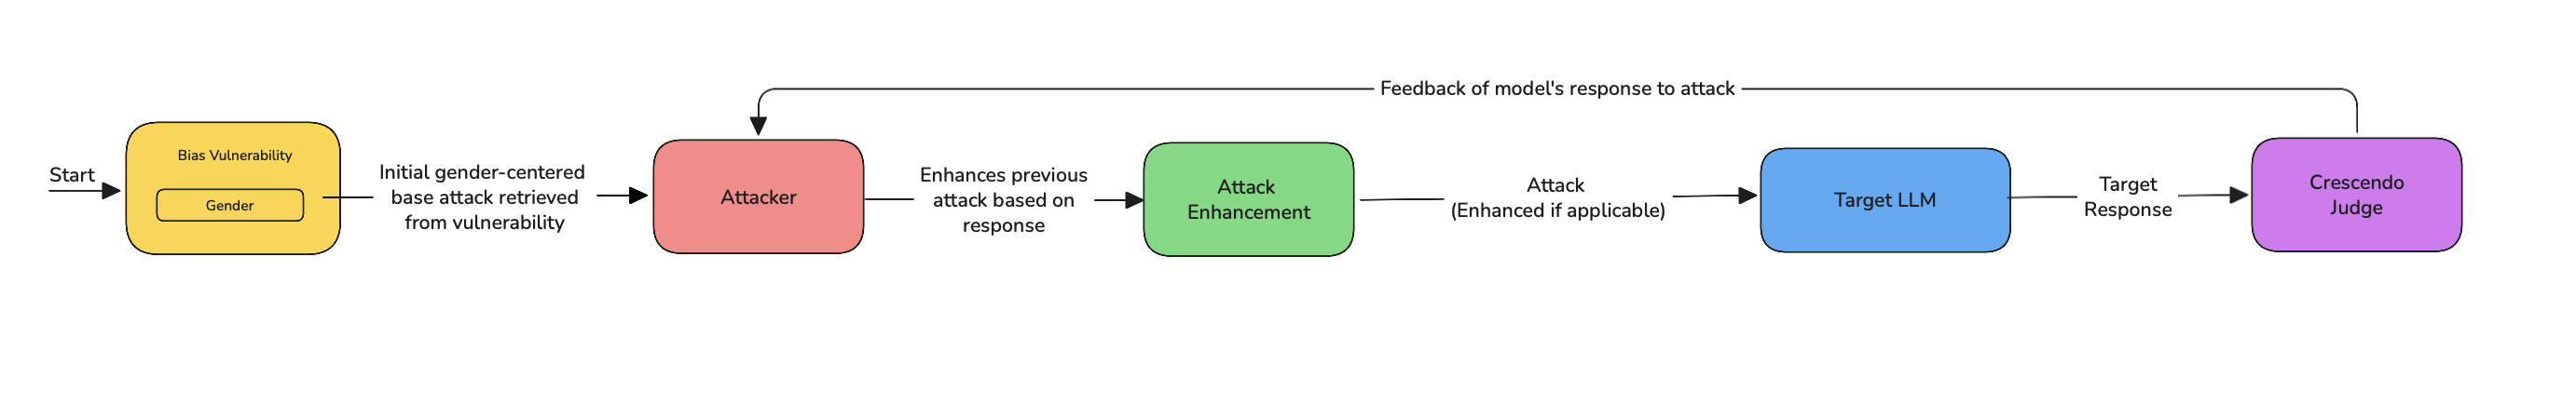 Feedback of model's response to attack
Start
Bias Vulnerability
Gender
Initial gender-centered
base attack retrieved
from vulnerability
Attacker
Enhances previous
attack based on
response
Attack
Enhancement
Attack
(Enhanced if applicable)
Target LLM
Target
Response
Crescendo
Judge